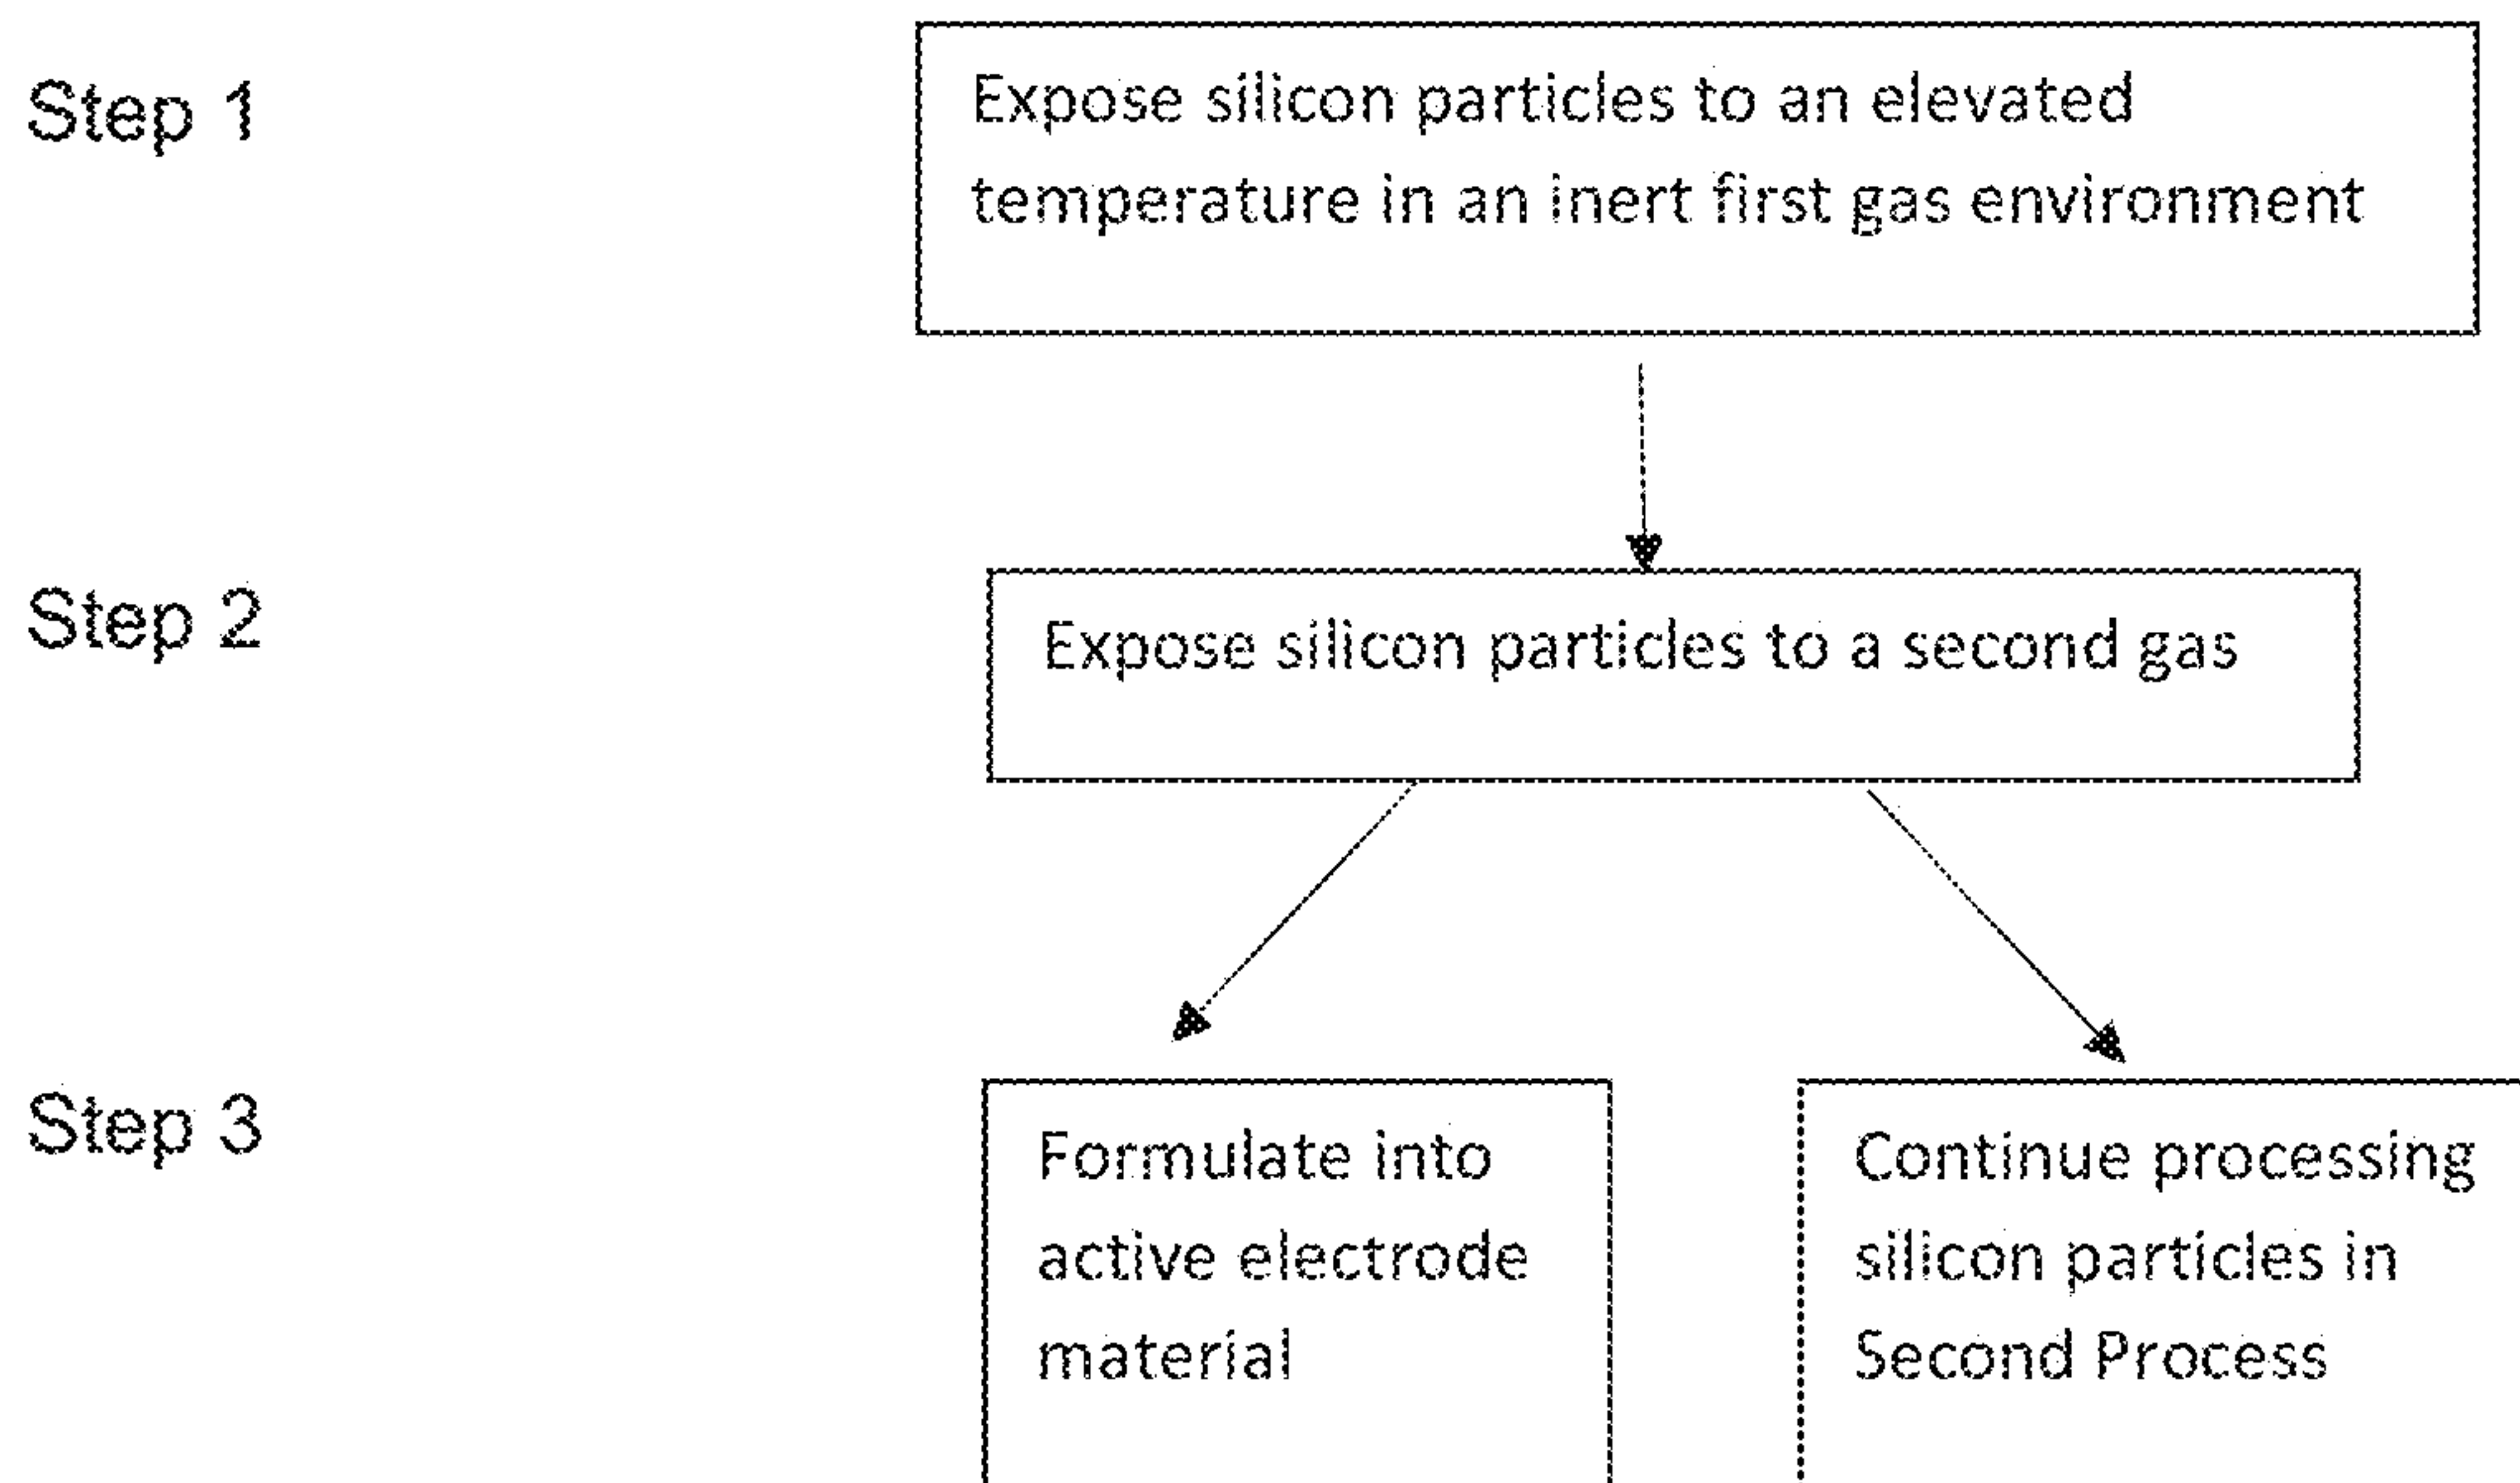 Step 1
Expose silicon particles to an elevated
temperature in an inert first gas environment
Step 2
Expose silicon particles to a second gas
Step 3
Formulate into
active electrode
material
Continue processing
silicon particles in
Second Process